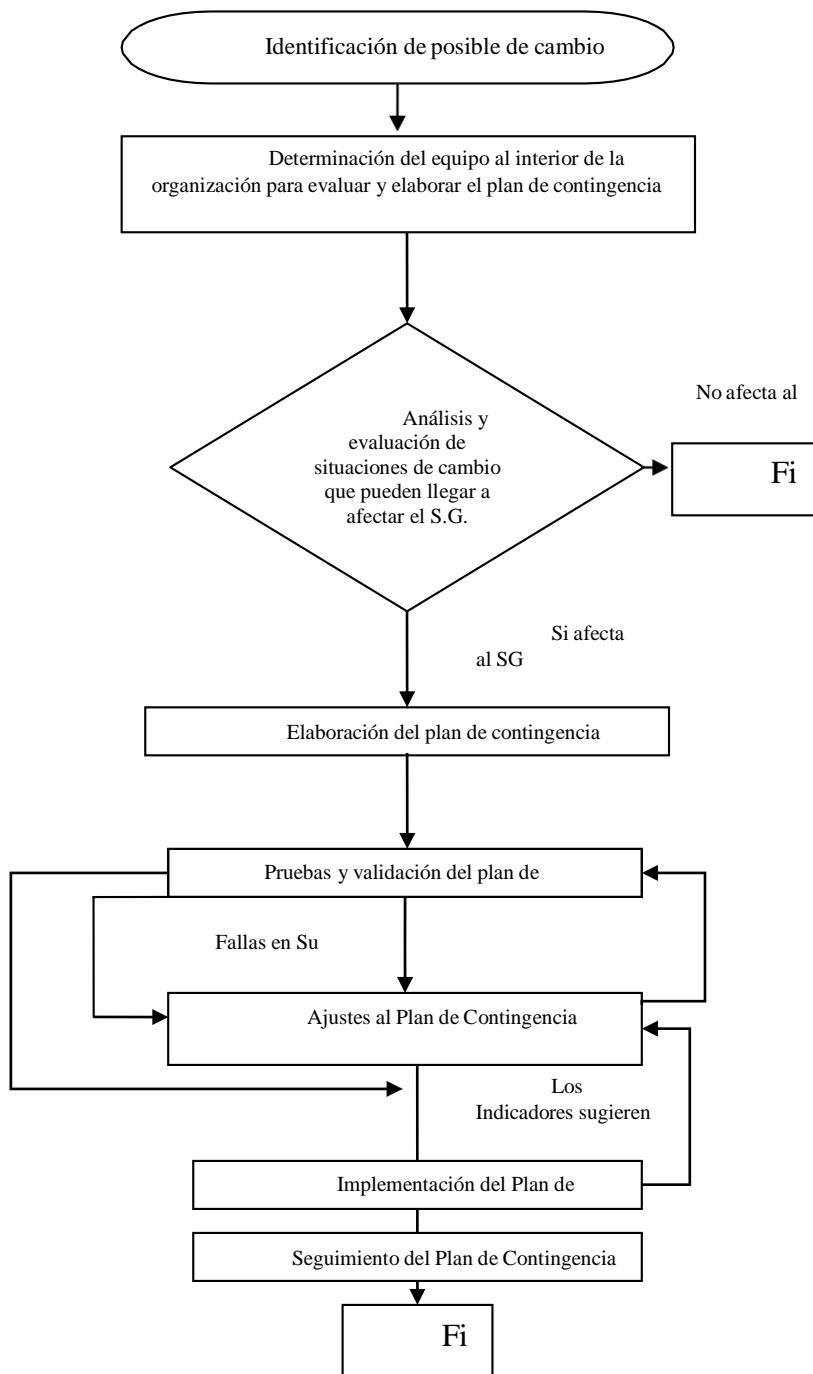 Identificación de posible de cambio
Determinación del equipo al interior de la
organización para evaluar y elaborar el plan de contingencia
Análisis y
evaluación de
situaciones de cambio
que pueden llegar a
afectar el S.G.
No afecta al
Fi
Si afecta
al SG
Elaboración del plan de contingencia
Pruebas y validación del plan de
Fallas en Su
Ajustes al Plan de Contingencia
Los
Indicadores sugieren
Implementación del Plan de
Seguimiento del Plan de Contingencia
Fi